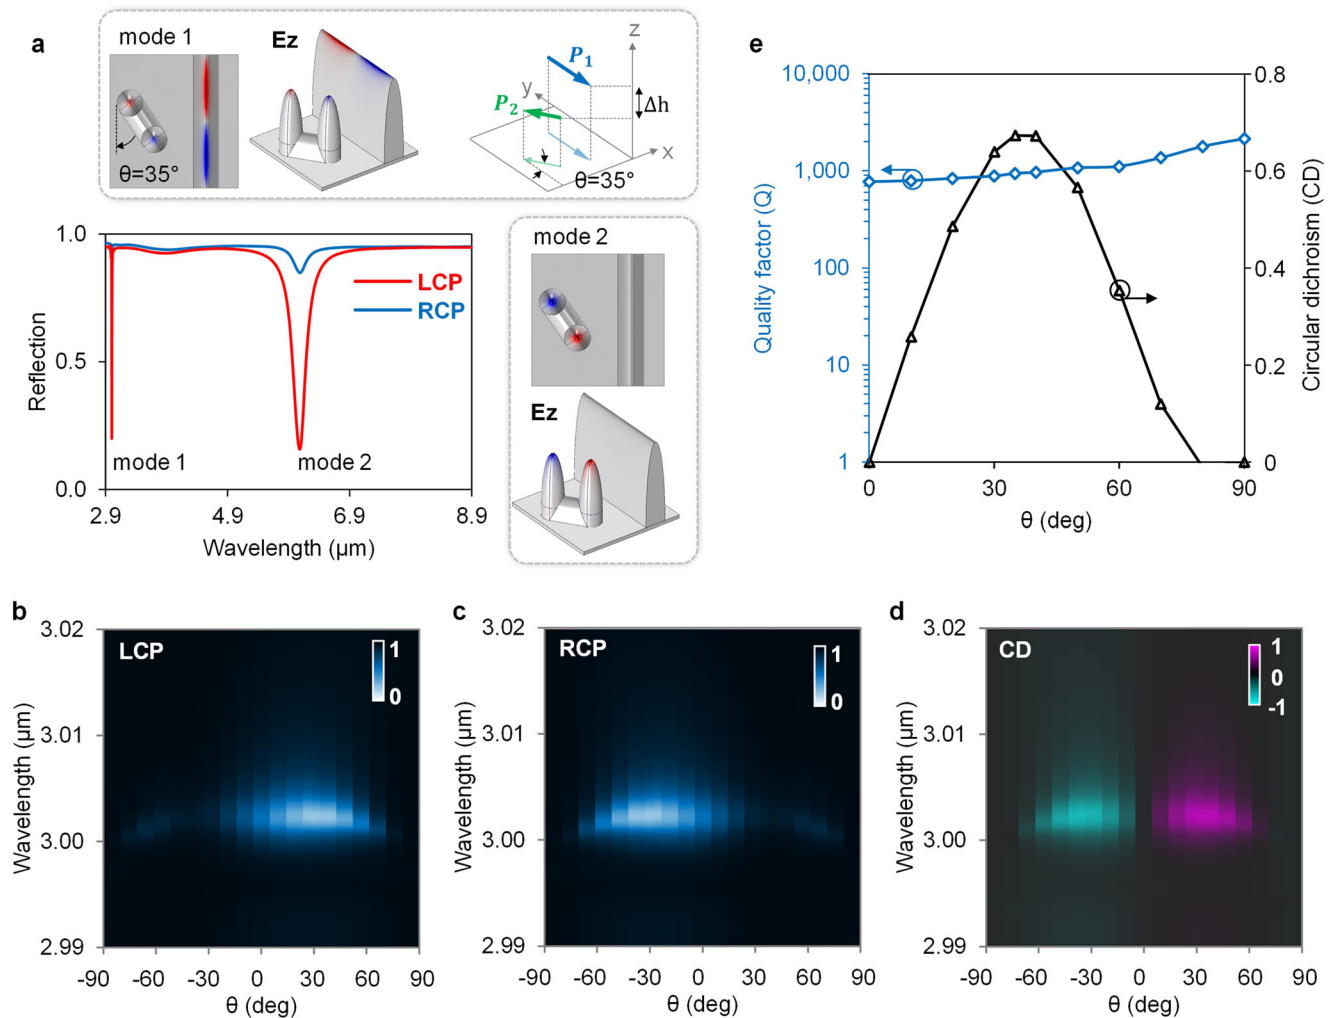 a
mode 1
Ez
θ=35°
z
P₁
y
P₂
Δh
x
θ=35°
1.0
0.5
0.0
Reflection
LCP
RCP
mode 1
mode 2
2.9
4.9
6.9
8.9
Wavelength (μm)
mode 2
Ez
e
10,000
1,000
100
10
1
Quality factor (Q)
0.8
0.6
0.4
0.2
0
Circular dichroism (CD)
0
30
60
90
θ (deg)
b
3.02
3.01
3.00
2.99
Wavelength (μm)
LCP
1
0
-90
-60
-30
0
30
60
90
θ (deg)
c
3.02
3.01
3.00
2.99
Wavelength (μm)
RCP
1
0
-90
-60
-30
0
30
60
90
θ (deg)
d
3.02
3.01
3.00
2.99
Wavelength (μm)
CD
1
0
-1
-90
-60
-30
0
30
60
90
θ (deg)